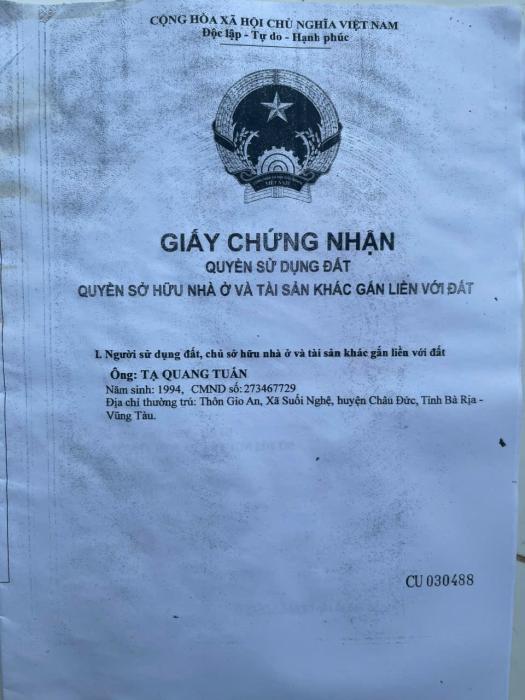 CỘNG HÒA XÃ HỘI CHỦ NGHĨA VIỆT NAM
Độc lập - Tự do - Hạnh phúc
VIỆT NAM
GIẤY CHỨNG NHẬN
QUYỀN SỬ DỤNG ĐẤT
QUYỀN SỞ HỮU NHÀ Ở VÀ TÀI SẢN KHÁC GẮN LIỀN VỚI ĐẤT
I. Người sử dụng đất, chủ sở hữu nhà ở và tài sản khác gắn liền với đất
Ông: TẠ QUANG TUẤN
Năm sinh: 1994, CMND số: 273467729
Địa chỉ thường trú: Thôn Gio An, Xã Suối Nghệ, huyện Châu Đức, Tỉnh Bà Rịa -
Vũng Tàu.
CU 030488